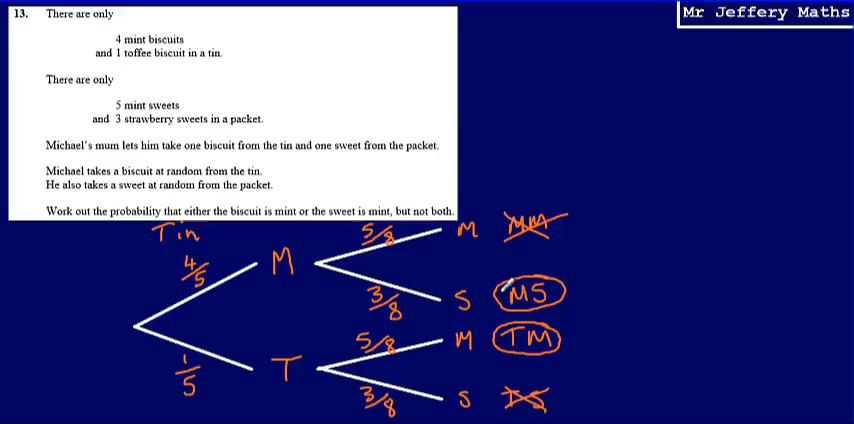 Mr Jeffery Maths
13. There are only
4 mint biscuits
and 1 toffee biscuit in a tin.
There are only
5 mint sweets
and 3 strawberry sweets in a packet.
Michael's mum lets him take one biscuit from the tin and one sweet from the packet.
Michael takes a biscuit at random from the tin.
He also takes a sweet at random from the packet.
Work out the probability that either the biscuit is mint or the sweet is mint, but not both.
Tin
5/8 M MM
4/5 M
3/8 S MS
5/8 M TM
1/5 T
3/8 S TS